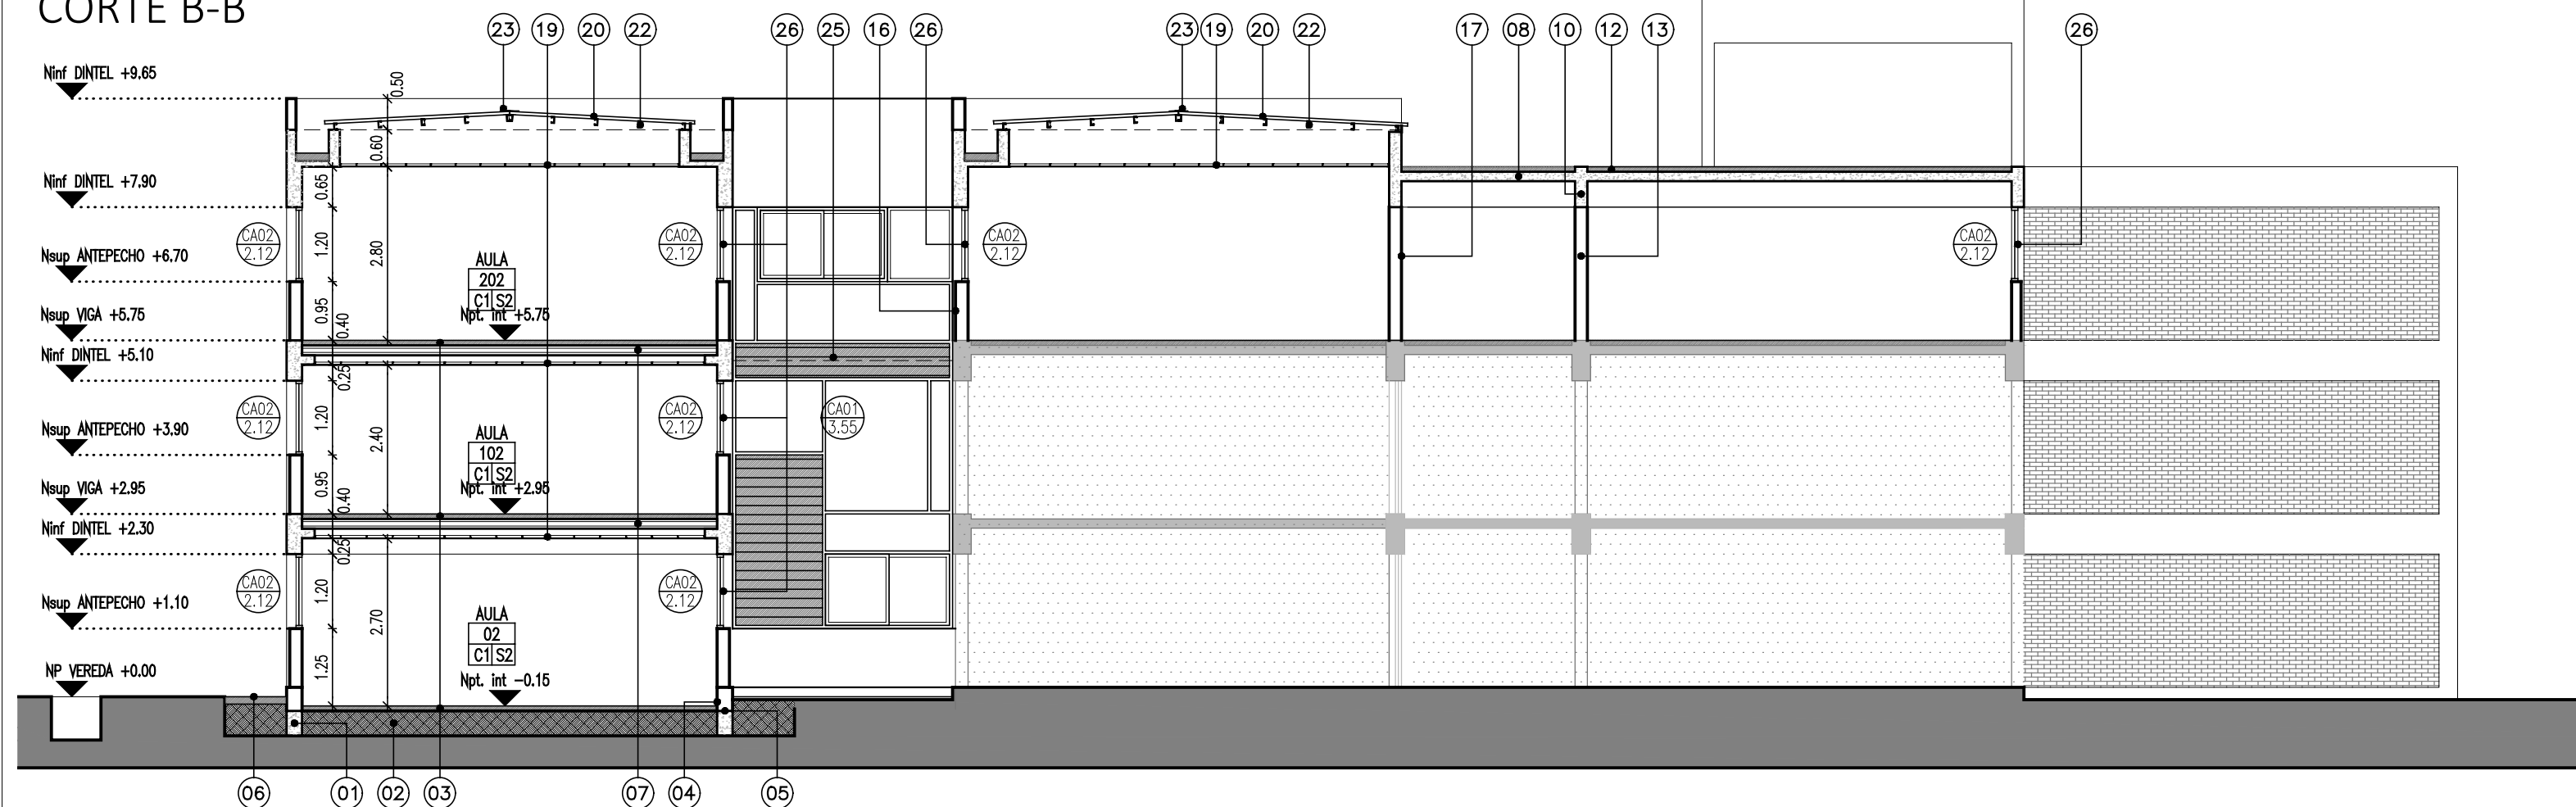 CORTE B-B
23 19 20 22 26 25 16 26 23 19 20 22 17 08 10 12 13 26
Ninf DINTEL +9.65
0.50
0.60
Ninf DINTEL +7.90
0.65
CA02
2.12
CA02
2.12
CA02
2.12
CA02
2.12
1.20
2.80
Nsup ANTEPECHO +6.70
AULA
202
C1 S2
Npt. int +5.75
0.95
0.40
Nsup VIGA +5.75
Ninf DINTEL +5.10
0.25
CA02
2.12
CA02
2.12
CA01
3.55
1.20
2.40
Nsup ANTEPECHO +3.90
AULA
102
C1 S2
Npt. int +2.95
0.95
0.40
Nsup VIGA +2.95
Ninf DINTEL +2.30
0.25
CA02
2.12
CA02
2.12
1.20
2.70
Nsup ANTEPECHO +1.10
AULA
02
C1 S2
Npt. int -0.15
1.25
NP VEREDA +0.00
06 01 02 03 07 04 05